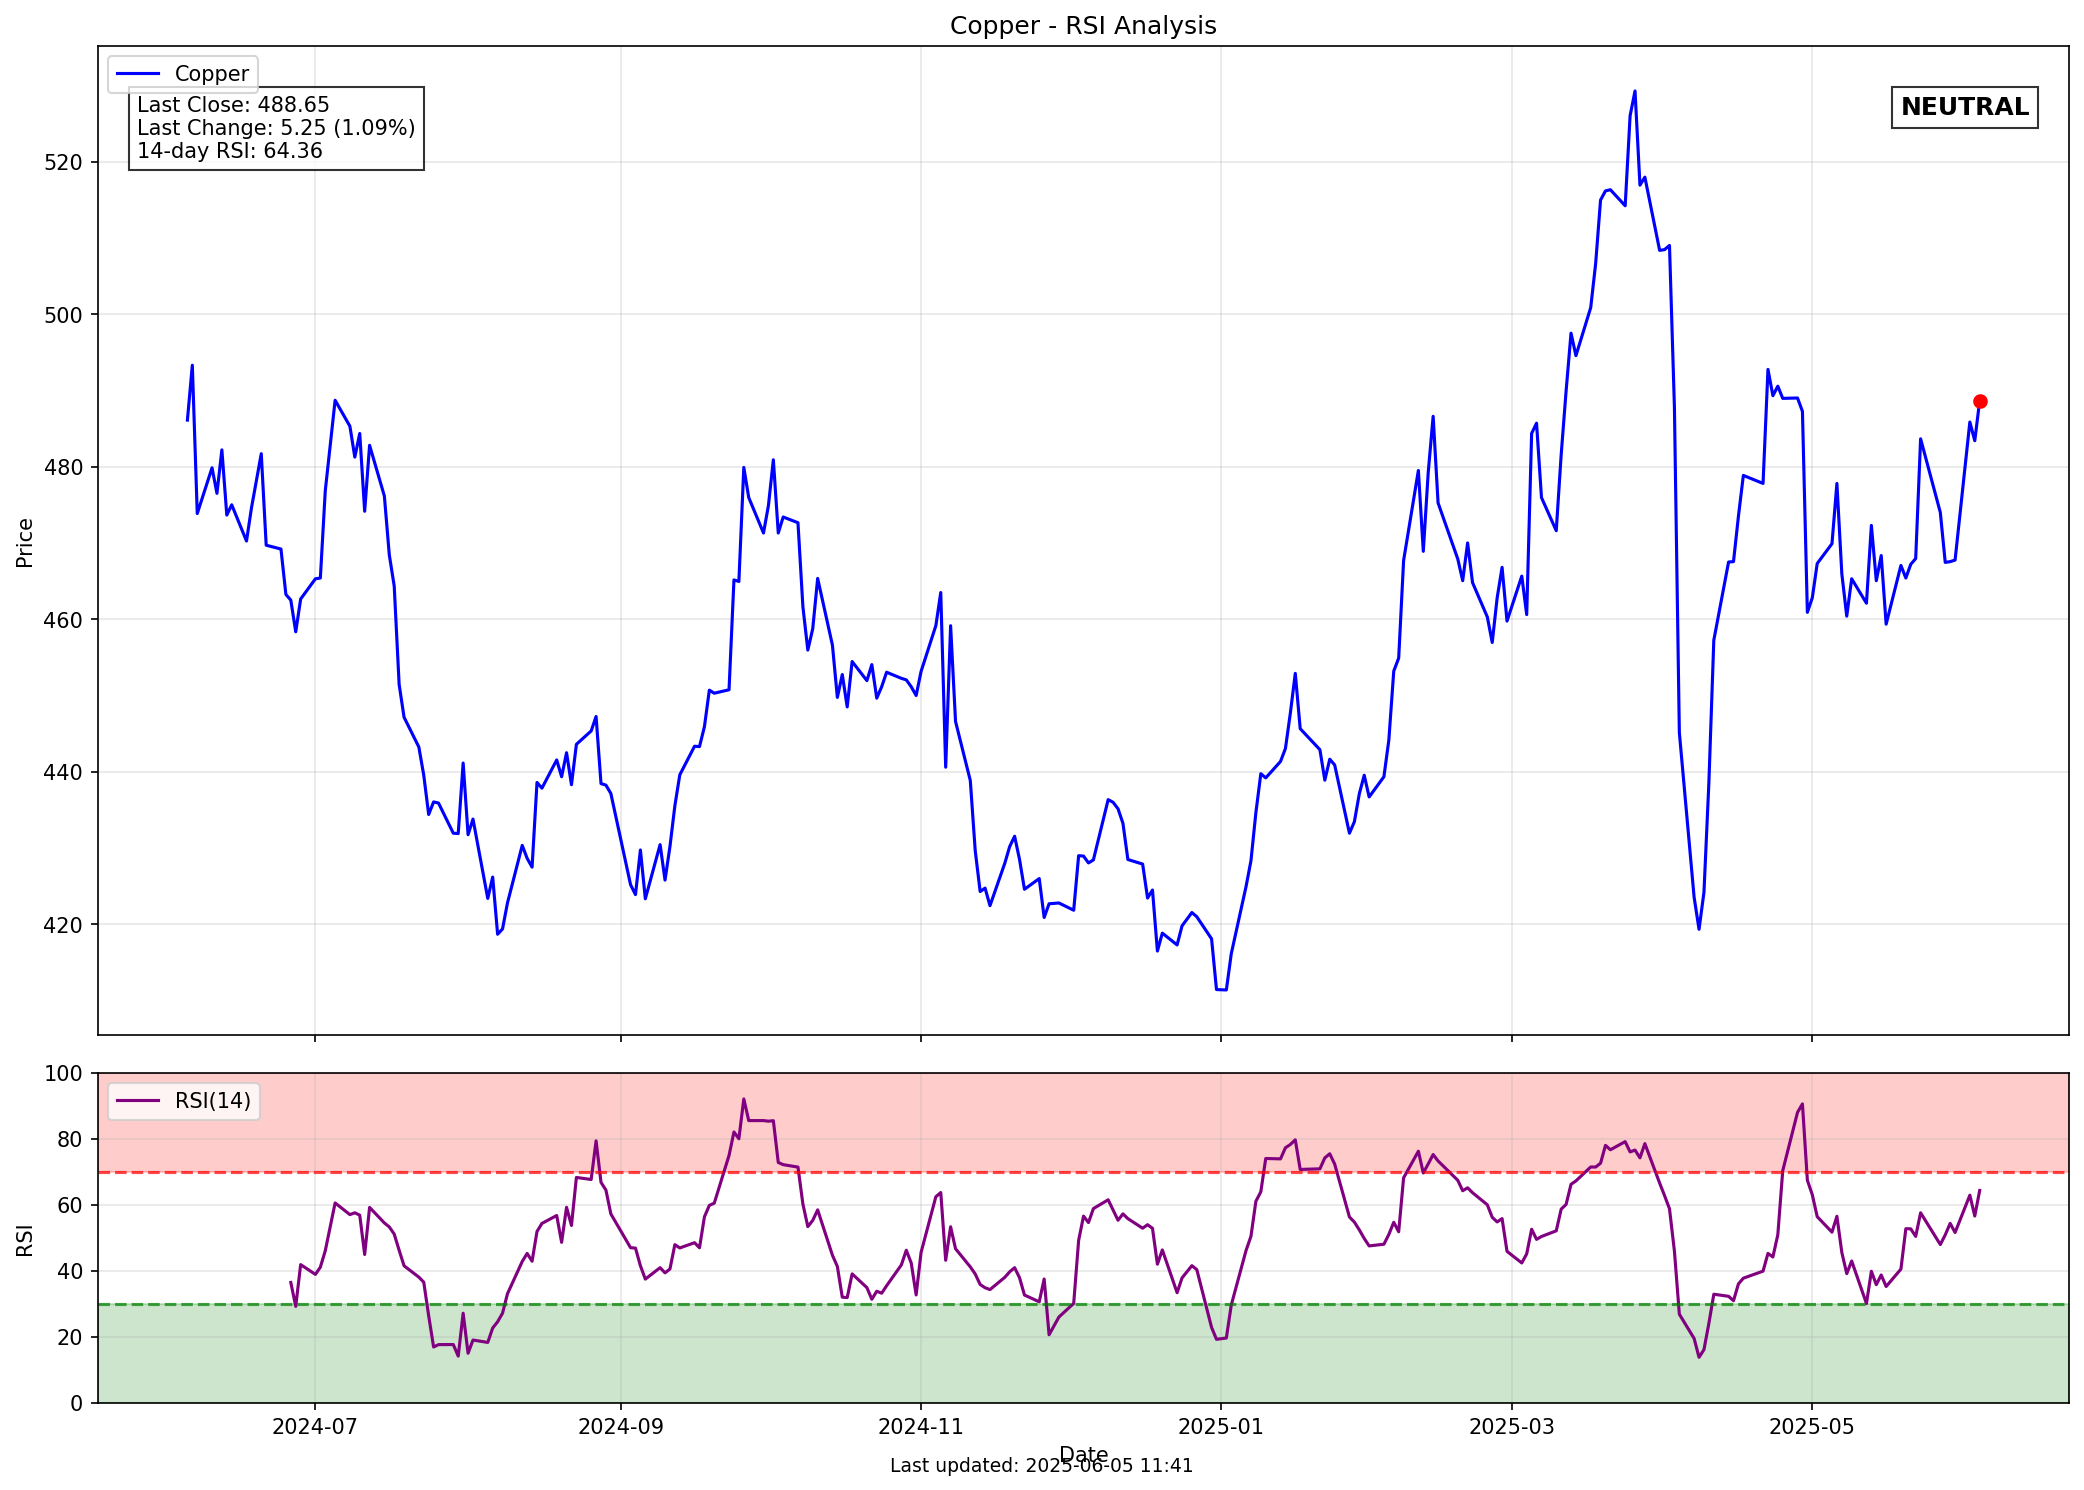 Copper - RSI Analysis
Copper
Last Close: 488.65
Last Change: 5.25 (1.09%)
14-day RSI: 64.36
NEUTRAL
520
500
480
460
440
420
Price
100
80
60
40
20
0
RSI
RSI(14)
2024-07
2024-09
2024-11
2025-01
2025-03
2025-05
Date
Last updated: 2025-06-05 11:41